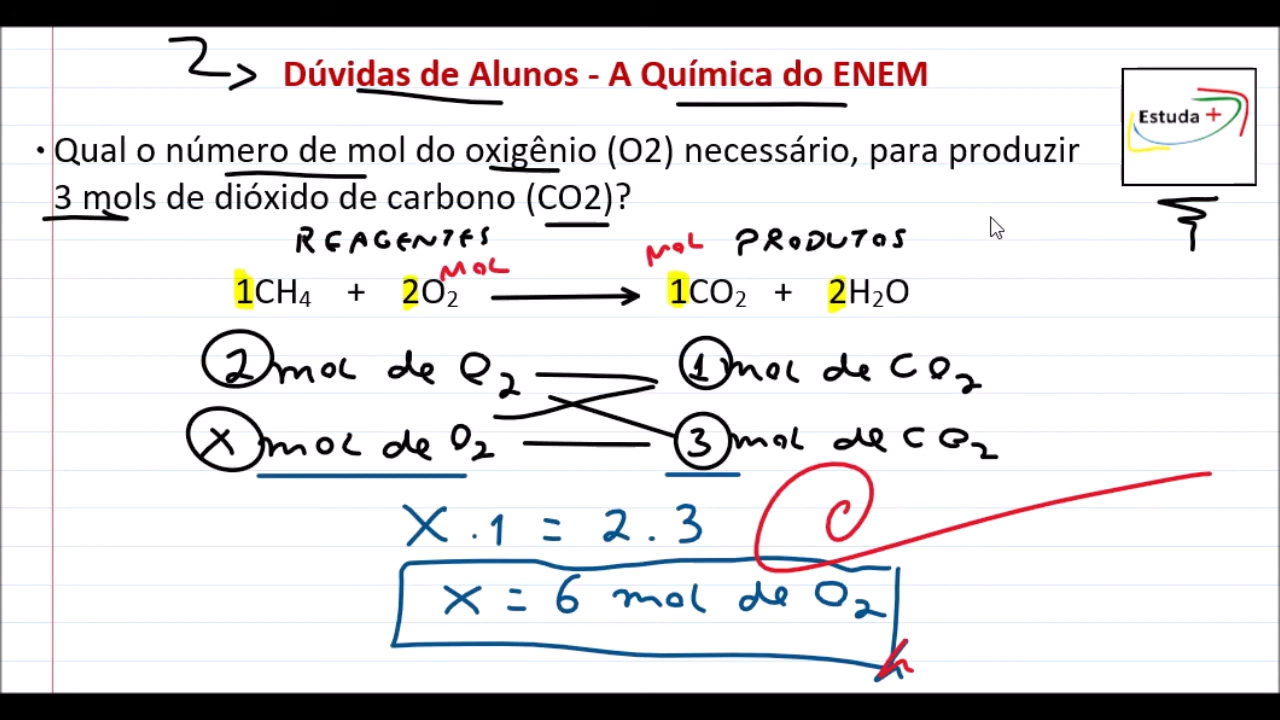 Dúvidas de Alunos - A Química do ENEM
Estuda +
• Qual o número de mol do oxigênio (O2) necessário, para produzir
3 mols de dióxido de carbono (CO2)?
REAGENTES PRODUTOS
MOL MOL
1CH₄ + 2O₂ → 1CO₂ + 2H₂O
2 mol de O₂ 1 mol de CO₂
X mol de O₂ 3 mol de CO₂
X . 1 = 2 . 3
X = 6 mol de O₂